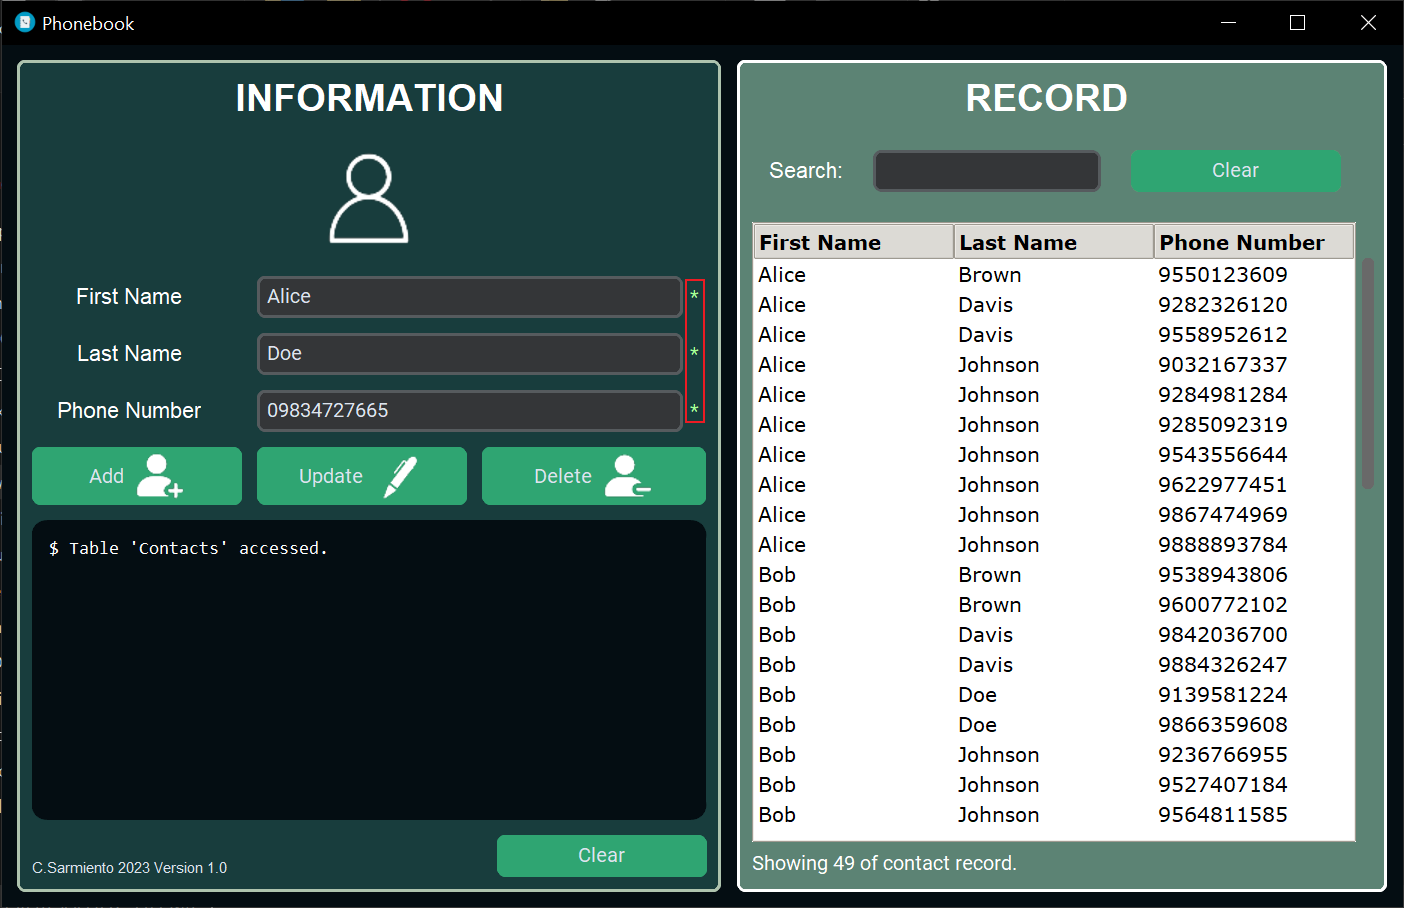 Phonebook
INFORMATION
First Name Alice *
Last Name Doe *
Phone Number 09834727665 *
Add Update Delete
$ Table 'Contacts' accessed.
Clear
C.Sarmiento 2023 Version 1.0
RECORD
Search: Clear
First Name Last Name Phone Number
Alice Brown 9550123609
Alice Davis 9282326120
Alice Davis 9558952612
Alice Johnson 9032167337
Alice Johnson 9284981284
Alice Johnson 9285092319
Alice Johnson 9543556644
Alice Johnson 9622977451
Alice Johnson 9867474969
Alice Johnson 9888893784
Bob Brown 9538943806
Bob Brown 9600772102
Bob Davis 9842036700
Bob Davis 9884326247
Bob Doe 9139581224
Bob Doe 9866359608
Bob Johnson 9236766955
Bob Johnson 9527407184
Bob Johnson 9564811585
Showing 49 of contact record.